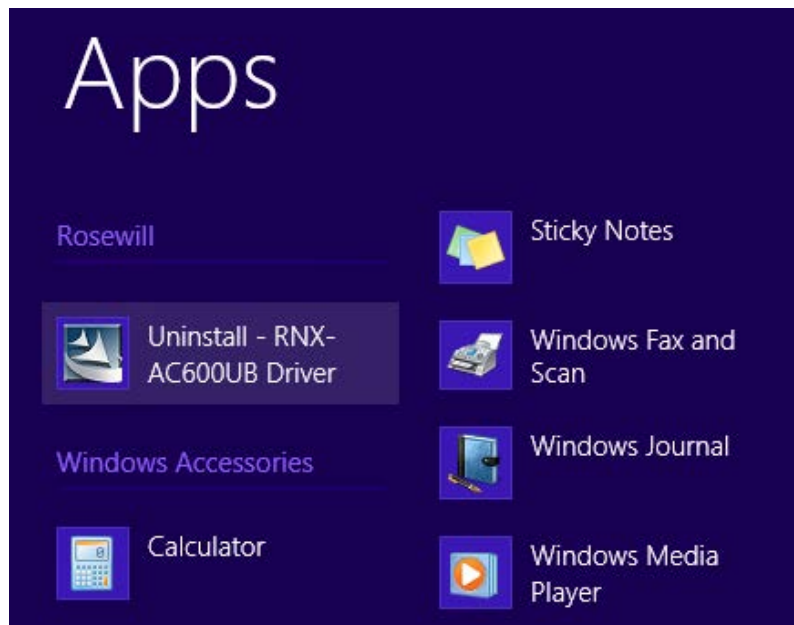 Apps
Rosewill
Uninstall - RNX-
AC600UB Driver
Windows Accessories
Calculator
Sticky Notes
Windows Fax and
Scan
Windows Journal
Windows Media
Player